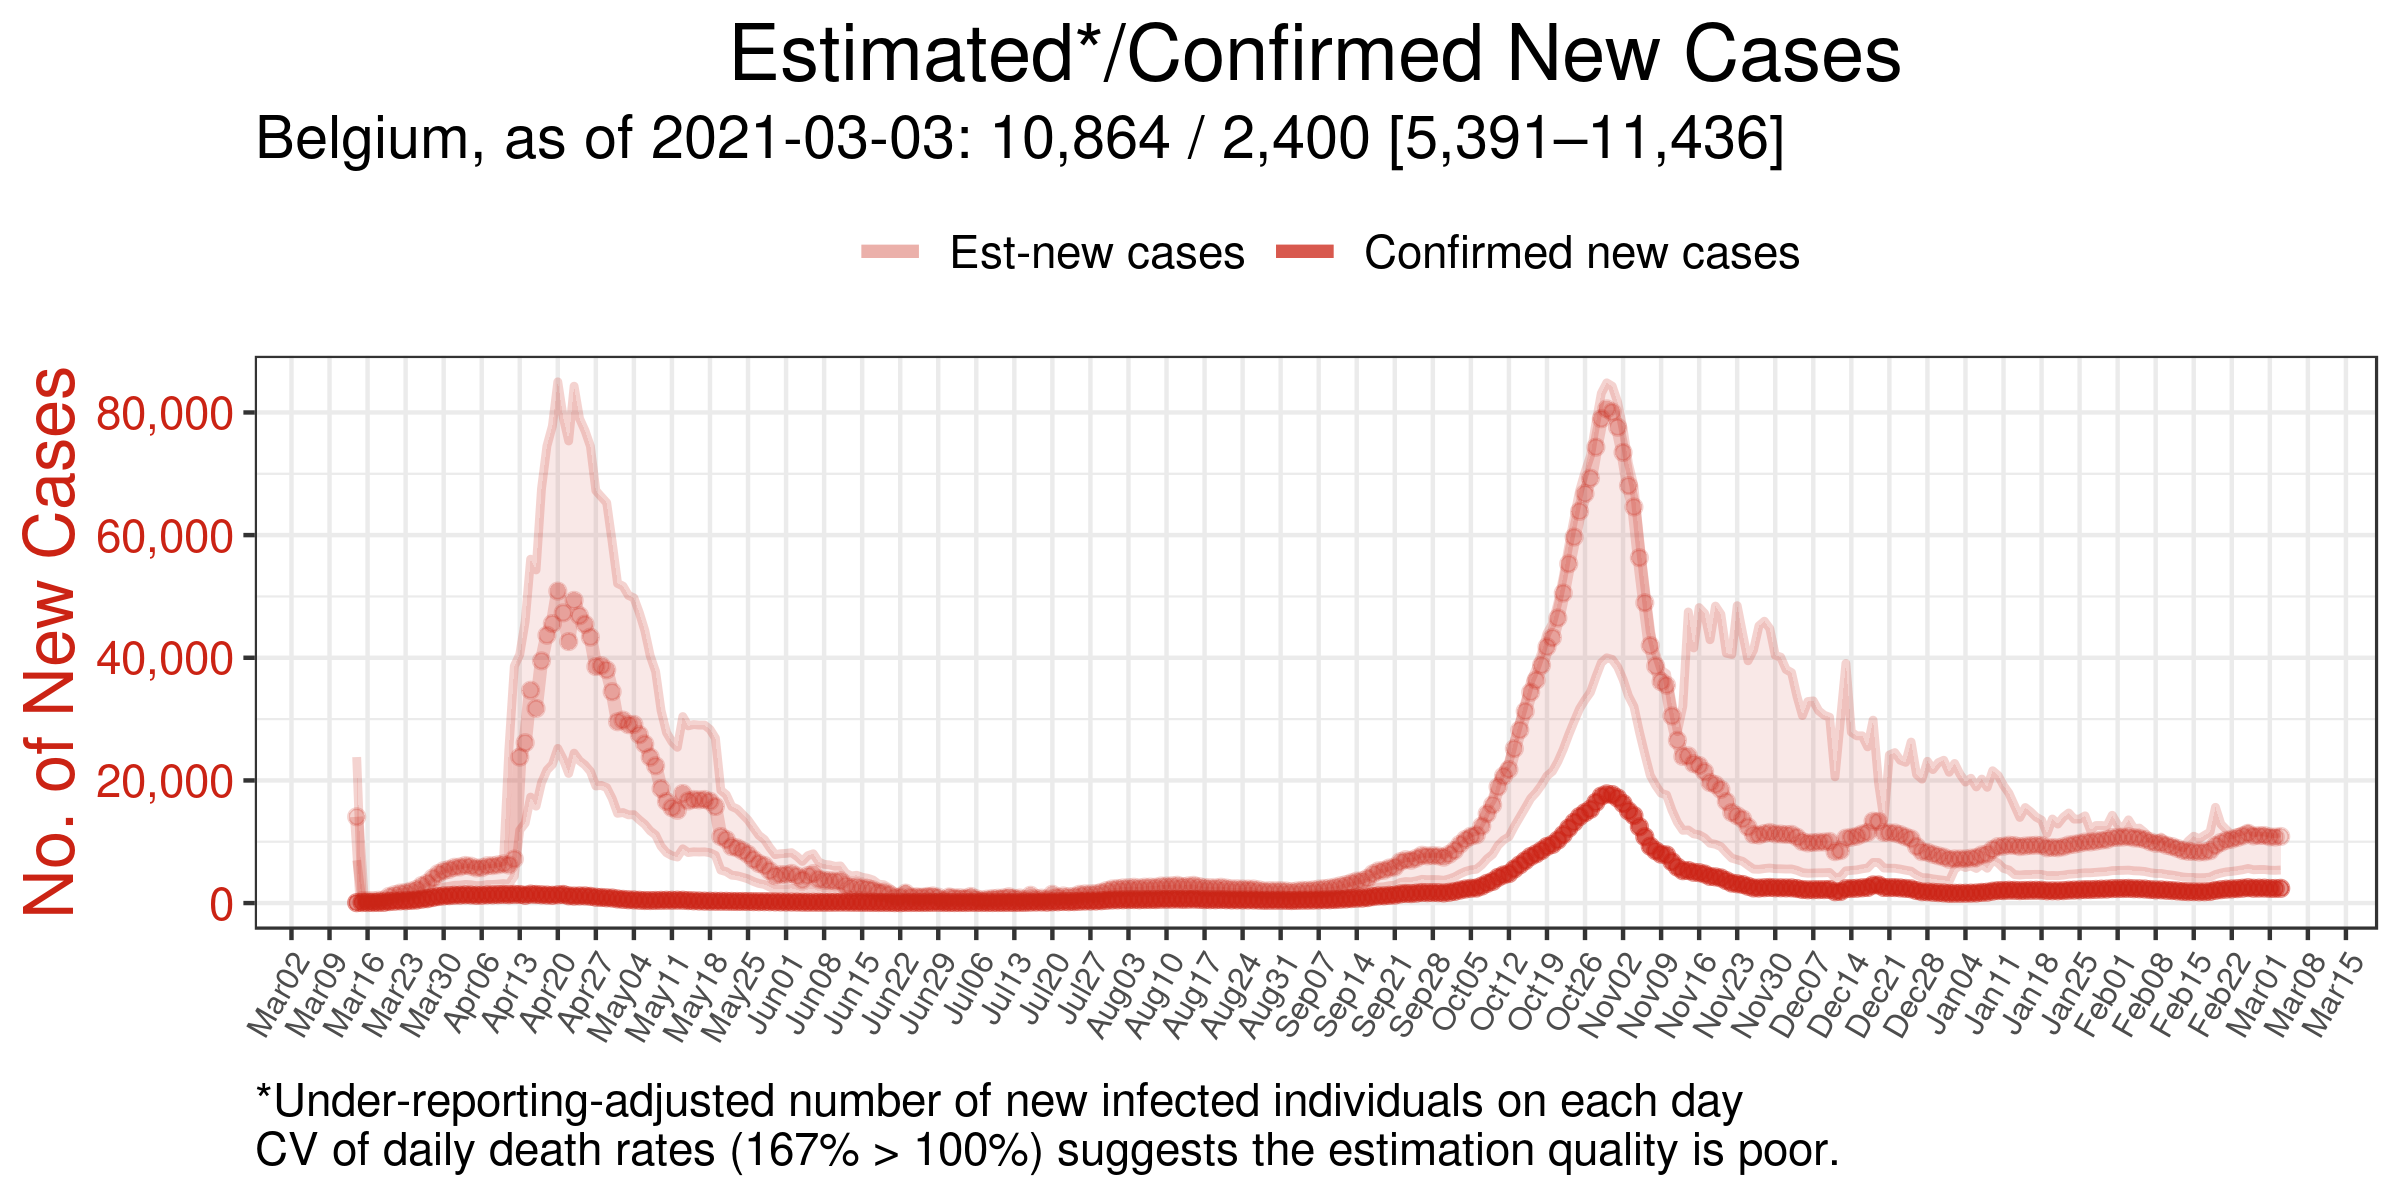 Estimated*/Confirmed New Cases
Belgium, as of 2021-03-03: 10,864 / 2,400 [5,391–11,436]
Est-new cases Confirmed new cases
No. of New Cases
80,000
60,000
40,000
20,000
0
Mar02 Mar09 Mar16 Mar23 Mar30 Apr06 Apr13 Apr20 Apr27 May04 May11 May18 May25 Jun01 Jun08 Jun15 Jun22 Jun29 Jul06 Jul13 Jul20 Jul27 Aug03 Aug10 Aug17 Aug24 Aug31 Sep07 Sep14 Sep21 Sep28 Oct05 Oct12 Oct19 Oct26 Nov02 Nov09 Nov16 Nov23 Nov30 Dec07 Dec14 Dec21 Dec28 Jan04 Jan11 Jan18 Jan25 Feb01 Feb08 Feb15 Feb22 Mar01 Mar08 Mar15
*Under-reporting-adjusted number of new infected individuals on each day
CV of daily death rates (167% > 100%) suggests the estimation quality is poor.